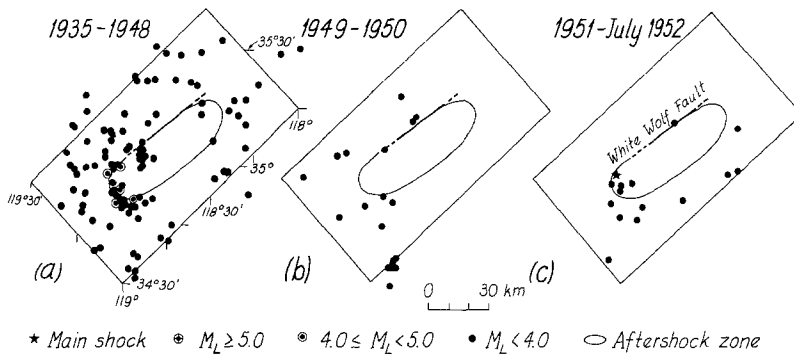 1935–1948
1949–1950
1951–July 1952
35°30'
118°
35°
118°30'
34°30'
119°
119°30'
White Wolf Fault
(a)
(b)
(c)
0 30 km
★ Main shock ⊕ M_L ≥ 5.0 ◉ 4.0 ≤ M_L < 5.0 ● M_L < 4.0 ⬭ Aftershock zone